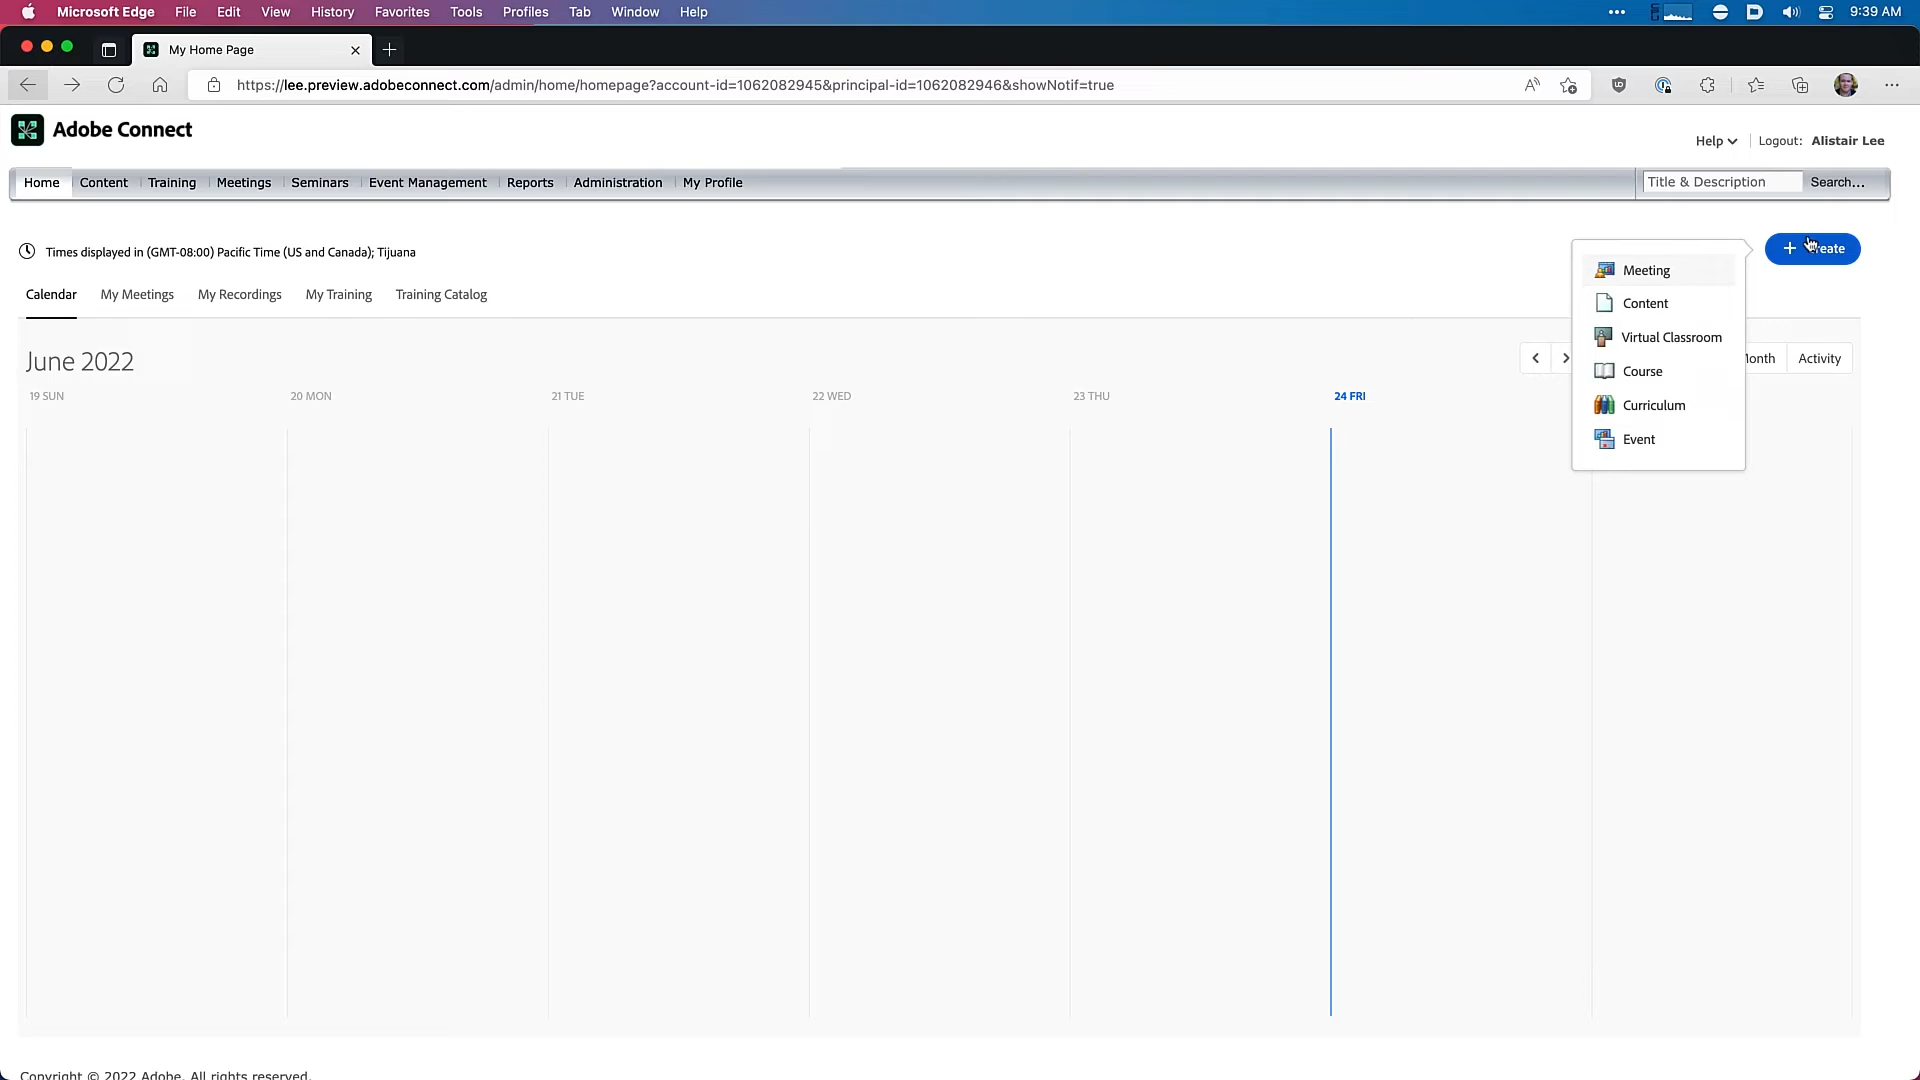 Microsoft Edge File Edit View History Favorites Tools Profiles Tab Window Help 9:39 AM
My Home Page
https://lee.preview.adobeconnect.com/admin/home/homepage?account-id=1062082945&principal-id=1062082946&showNotif=true
Adobe Connect
Help Logout: Alistair Lee
Home Content Training Meetings Seminars Event Management Reports Administration My Profile Title & Description Search...
Times displayed in (GMT-08:00) Pacific Time (US and Canada); Tijuana
Calendar My Meetings My Recordings My Training Training Catalog
Meeting
Content
Virtual Classroom
Course
Curriculum
Event
June 2022
Activity
19 SUN 20 MON 21 TUE 22 WED 23 THU 24 FRI
Copyright © 2022 Adobe. All rights reserved.